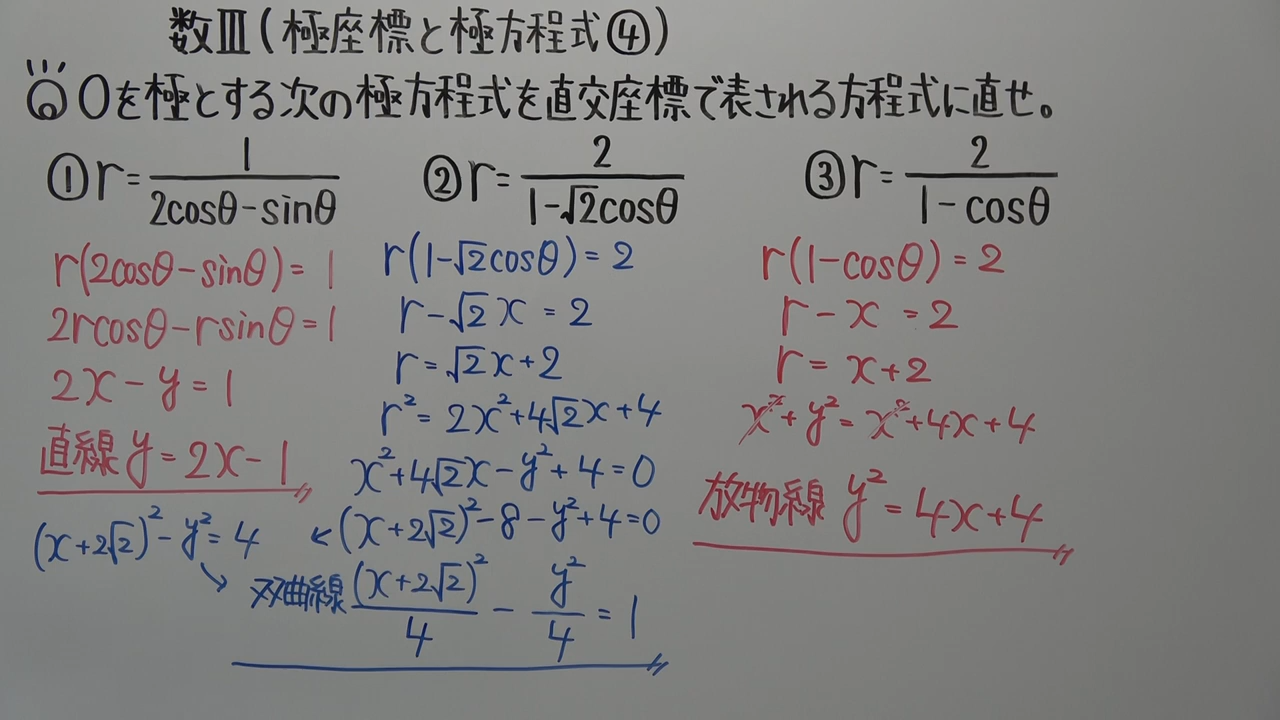 数Ⅲ(極座標と極方程式④)
Oを極とする次の極方程式を直交座標で表される方程式に直せ。
① r=1/(2cosθ-sinθ)
r(2cosθ-sinθ)=1
2rcosθ-rsinθ=1
2x-y=1
直線 y=2x-1
② r=2/(1-√2cosθ)
r(1-√2cosθ)=2
r-√2x=2
r=√2x+2
r²=2x²+4√2x+4
x²+4√2x-y²+4=0
←(x+2√2)²-8-y²+4=0
(x+2√2)²-y²=4
↘ 双曲線 (x+2√2)²/4 - y²/4 = 1
③ r=2/(1-cosθ)
r(1-cosθ)=2
r-x=2
r=x+2
x²+y²=x²+4x+4
放物線 y²=4x+4